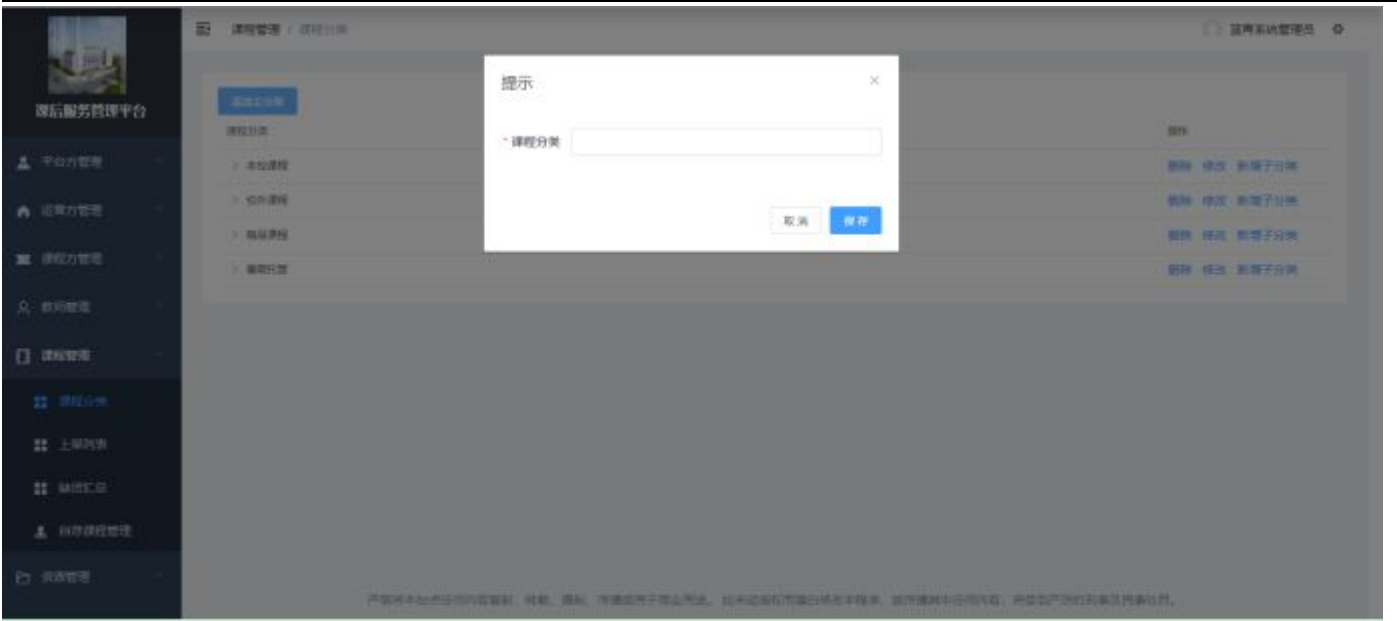 课程管理 / 课程分类
课后服务管理平台
平台方管理
运营方管理
课程方管理
教师管理
课程管理
课程分类
上架列表
资源管理
提示
* 课程分类
取消 保存
课程分类 操作
本校课程 删除 修改 新增子分类
校外课程 删除 修改 新增子分类
精品课程 删除 修改 新增子分类
暑期托管 删除 修改 新增子分类